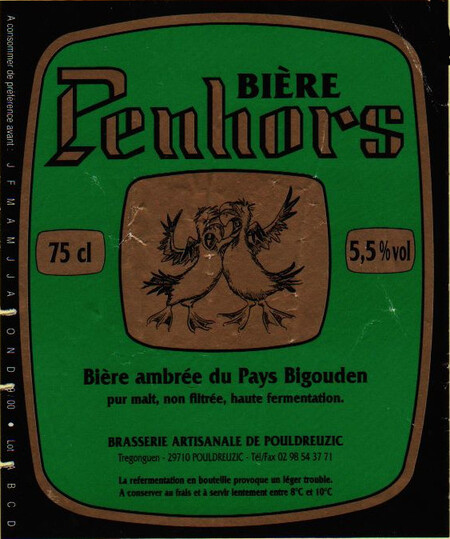 BIÈRE
Penhors
75 cl
5,5 % vol
Bière ambrée du Pays Bigouden
pur malt, non filtrée, haute fermentation.
BRASSERIE ARTISANALE DE POULDREUZIC
Tregonguen - 29710 POULDREUZIC - Tél/Fax 02 98 54 37 71
La refermentation en bouteille provoque un léger trouble.
A conserver au frais et à servir lentement entre 8°C et 10°C
A consommer de préférence avant : J F M A M J J A O N D 00 • Lot B C D